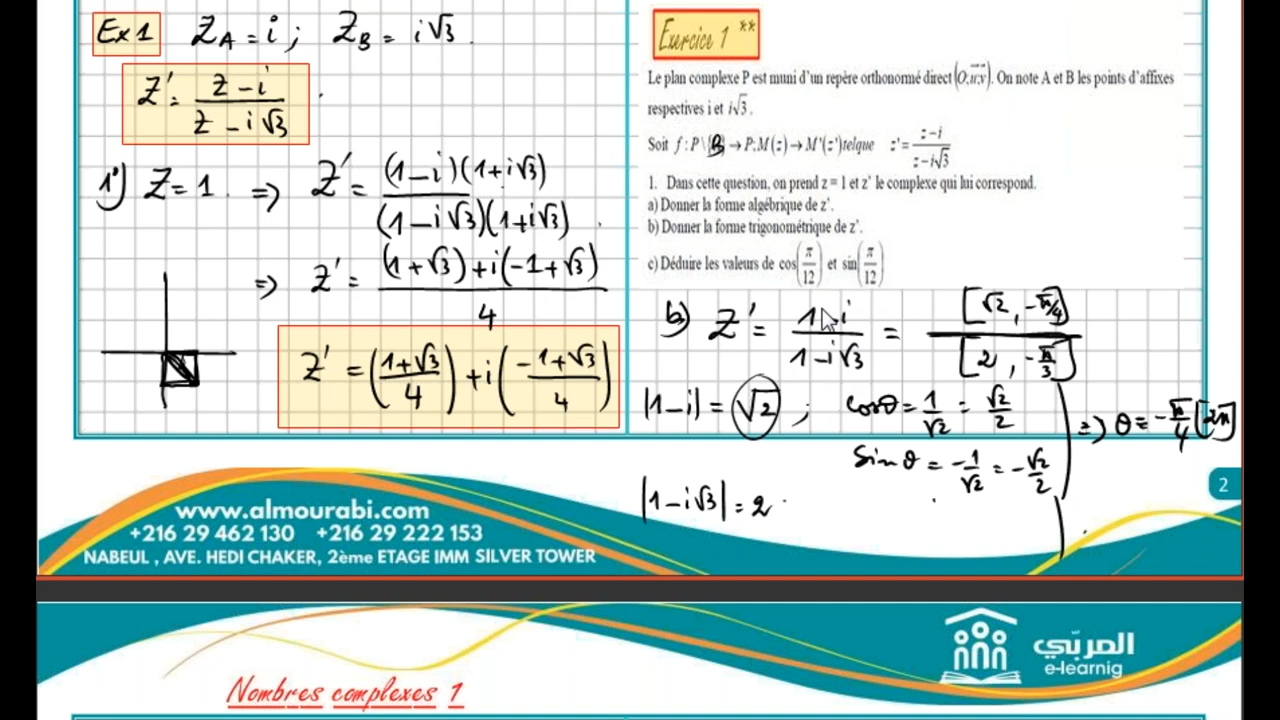 Ex 1 Z_A = i ; Z_B = i√3 .
Z' = (z - i) / (z - i√3) .
1°) Z = 1 . => Z' = (1-i)(1+i√3) / (1-i√3)(1+i√3) .
=> Z' = ((1+√3) + i(-1+√3)) / 4
Z' = ((1+√3)/4) + i((-1+√3)/4)
Exercice 1 **
Le plan complexe P est muni d'un repère orthonormé direct (O,u,v). On note A et B les points d'affixes
respectives i et i√3 .
Soit f : P \ {B} → P; M(z) → M'(z') telque z' = (z-i) / (z-i√3)
1. Dans cette question, on prend z = 1 et z' le complexe qui lui correspond.
a) Donner la forme algébrique de z'.
b) Donner la forme trigonométrique de z'.
c) Déduire les valeurs de cos(π/12) et sin(π/12)
b) Z' = (1-i) / (1-i√3) = [√2, -π/4] / [2, -π/3]
|1-i| = √2 ; cosθ = 1/√2 = √2/2
sinθ = -1/√2 = -√2/2
=> θ = -π/4 [2π]
|1-i√3| = 2
2
www.almourabi.com
+216 29 462 130 +216 29 222 153
NABEUL , AVE. HEDI CHAKER, 2ème ETAGE IMM SILVER TOWER
المربّي
e-learnig
Nombres complexes 1